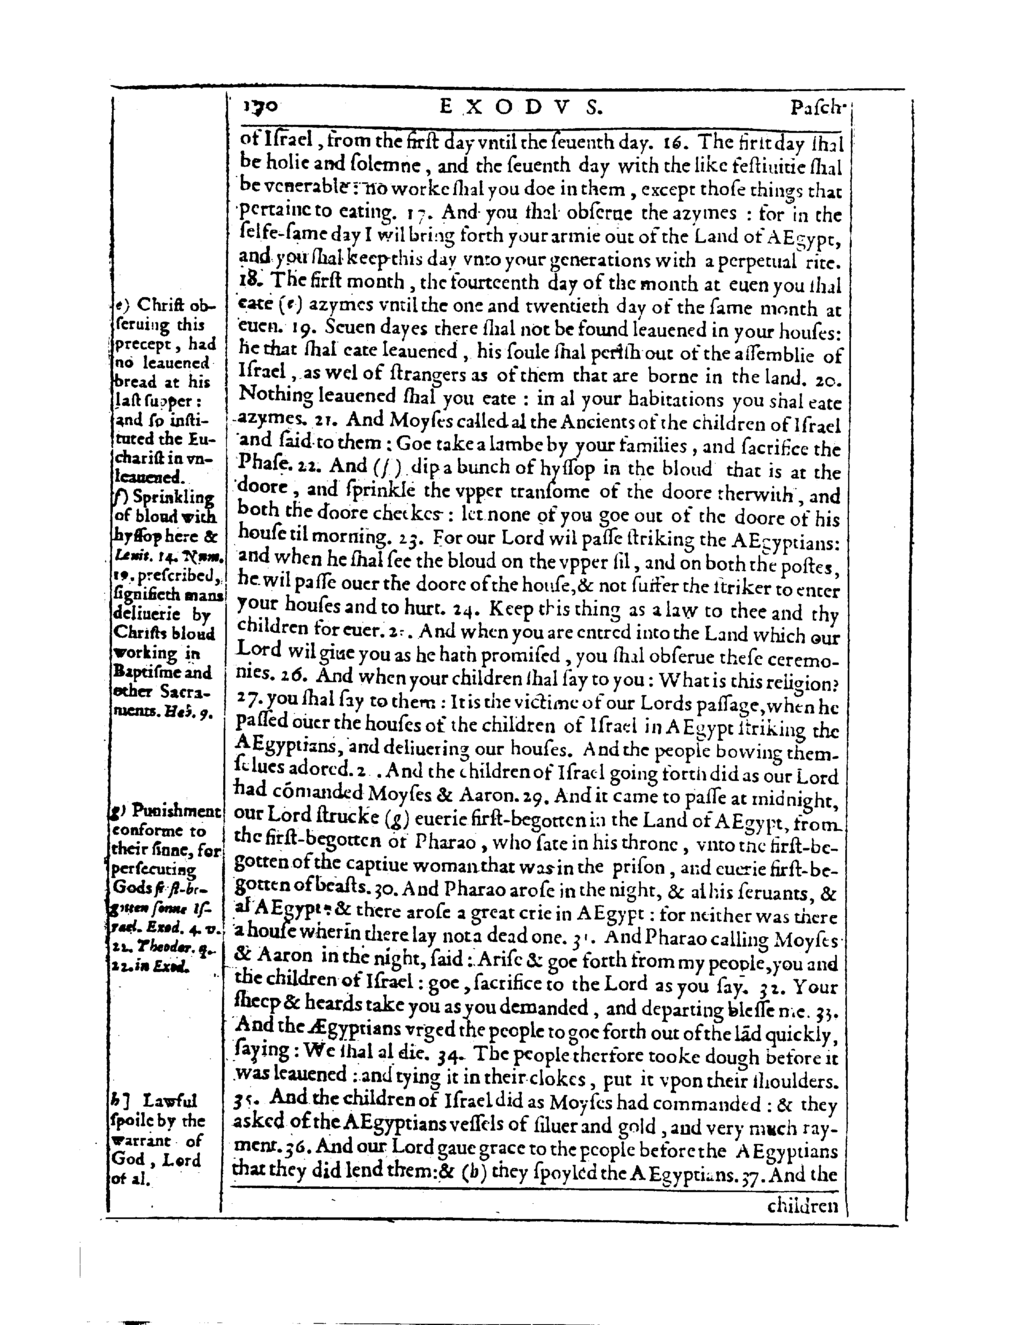 170 EXODVS. Pasch
of Iſrael, from the firſt day vntil the ſeuenth day. 16. The firſt day ſhal
be holie and ſolemne, and the ſeuenth day with the like feſtiuitie ſhal
be venerable: no worke ſhal you doe in them, except thoſe things that
pertaine to eating. 17. And you ſhal obſerue the azymes : for in the
ſelfe-ſame day I wil bring forth your armie out of the Land of AEgypt,
and you ſhal keep this day vnto your generations with a perpetual rite.
18. The firſt month, the fourteenth day of the month at euen you ſhal
eate (e) azymes vntil the one and twentieth day of the ſame month at
euen. 19. Seuen dayes there ſhal not be found leauened in your houſes:
he that ſhal eate leauened, his ſoule ſhal periſh out of the aſſemblie of
Iſrael, as wel of ſtrangers as of them that are borne in the land. 20.
Nothing leauened ſhal you eate : in al your habitations you shal eate
azymes. 21. And Moyſes called al the Ancients of the children of Iſrael
and ſaid to them : Goe take a lambe by your families, and ſacrifice the
Phaſe. 22. And (f) dip a bunch of hyſſop in the bloud that is at the
doore, and ſprinkle the vpper tranſome of the doore therwith, and
both the doore cheekes : let none of you goe out of the doore of his
houſe til morning. 23. For our Lord wil paſſe ſtriking the AEgyptians:
and when he ſhal ſee the bloud on the vpper ſil, and on both the poſtes,
he wil paſſe ouer the doore of the houſe, & not ſuffer the ſtriker to enter
your houſes and to hurt. 24. Keep this thing as a law to thee and thy
children for euer. 25. And when you are entred into the Land which our
Lord wil giue you as he hath promiſed, you ſhal obſerue theſe ceremo-
nies. 26. And when your children ſhal ſay to you : What is this religion?
27. you ſhal ſay to them : It is the victime of our Lords paſſage, when he
paſſed ouer the houſes of the children of Iſrael in AEgypt ſtriking the
AEgyptians, and deliuering our houſes. And the people bowing them-
ſelues adored. 2 . And the children of Iſrael going forth did as our Lord
had cõmanded Moyſes & Aaron. 29. And it came to paſſe at midnight,
our Lord ſtrucke (g) euerie firſt-begotten in the Land of AEgypt, from
the firſt-begotten of Pharao, who ſate in his throne, vnto the firſt-be-
gotten of the captiue woman that was in the priſon, and euerie firſt-be-
gotten of beaſts. 30. And Pharao aroſe in the night, & al his ſeruants, &
al AEgypt: & there aroſe a great crie in AEgypt : for neither was there
a houſe wherin there lay not a dead one. 31. And Pharao calling Moyſes
& Aaron in the night, ſaid : Ariſe & goe forth from my people, you and
the children of Iſrael : goe, ſacrifice to the Lord as you ſay. 32. Your
ſheep & heards take you as you demanded, and departing bleſſe me. 33.
And the Ægyptians vrged the people to goe forth out of the lãd quickly,
ſaying : We ſhal al die. 34. The people therfore tooke dough before it
was leauened : and tying it in their clokes, put it vpon their ſhoulders.
35. And the children of Iſrael did as Moyſes had commanded : & they
asked of the AEgyptians veſſels of ſiluer and gold, and very much ray-
ment. 36. And our Lord gaue grace to the people before the AEgyptians
that they did lend them: & (h) they ſpoyled the AEgyptians. 37. And the
children
e) Chriſt ob-
ſeruing this
precept, had
no leauened
bread at his
laſt ſupper :
and ſo inſti-
tuted the Eu-
chariſt in vn-
leauened.
f) Sprinkling
of bloud with
hyſſop here &
Leuit. 14. Num.
19. preſcribed,
ſignifieth mans
deliuerie by
Chriſts bloud
working in
Baptiſme and
other Sacra-
ments. Heb. 9.
g) Punishment
conforme to
their ſinne, for
perſecuting
Gods firſt-be-
gotten ſonne Iſ-
rael. Exod. 4. v.
22. Theodor. q.
22. in Exod.
h] Lawful
ſpoile by the
warrant of
God, Lord
of al.